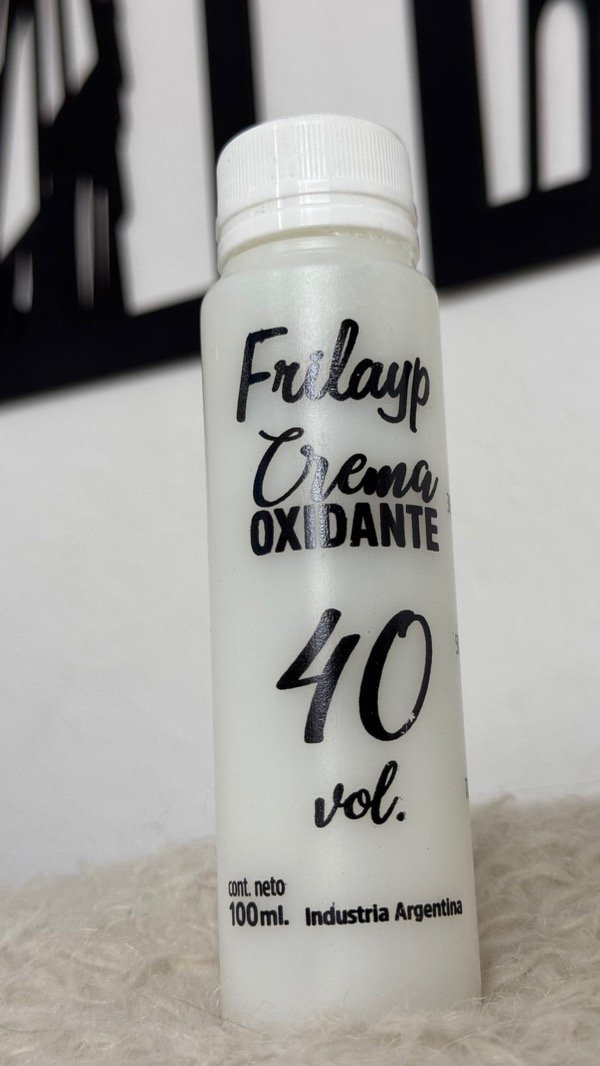 Frilayp
Crema
OXIDANTE
40
vol.
cont. neto
100ml. Industria Argentina